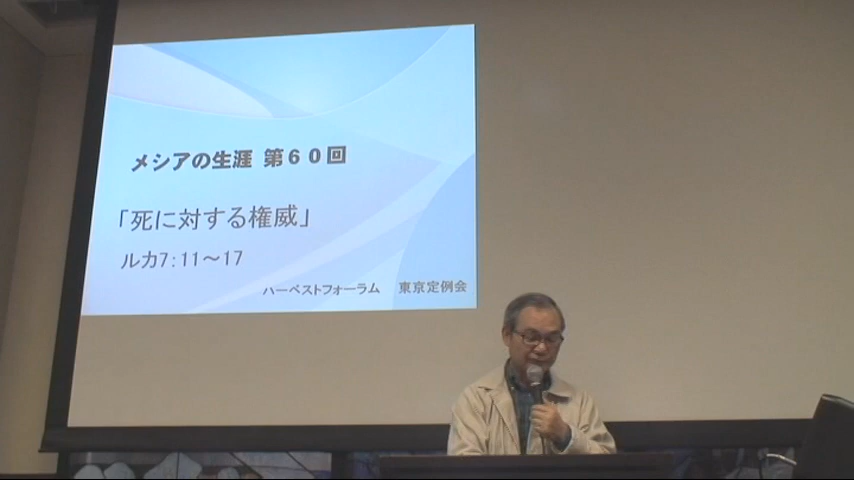 メシアの生涯 第６０回
「死に対する権威」
ルカ7：11～17
ハーベストフォーラム 東京定例会